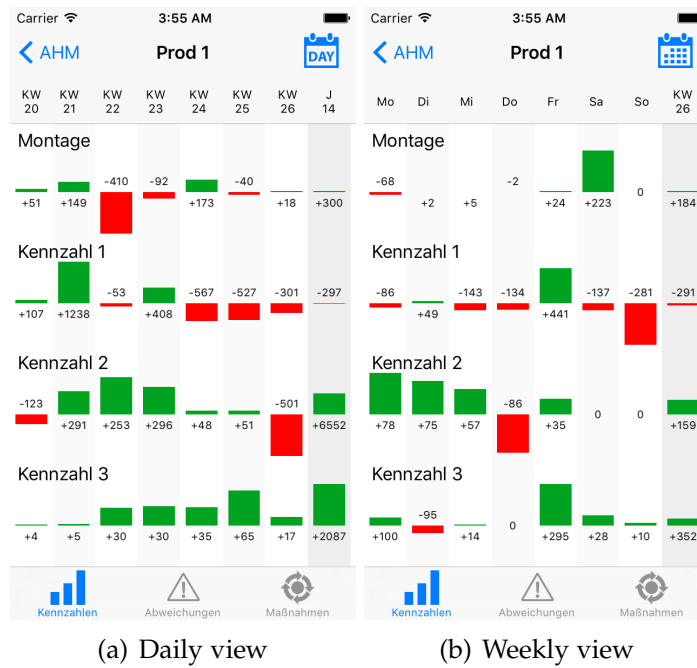 Carrier 3:55 AM
AHM Prod 1 DAY
KW KW KW KW KW KW KW J
20 21 22 23 24 25 26 14
Montage
-410 -92 -40
+51 +149 +173 +18 +300
Kennzahl 1
-53 -567 -527 -301 -297
+107 +1238 +408
Kennzahl 2
-123 -501
+291 +253 +296 +48 +51 +6552
Kennzahl 3
+4 +5 +30 +30 +35 +65 +17 +2087
Kennzahlen Abweichungen Maßnahmen
(a) Daily view
Carrier 3:55 AM
AHM Prod 1
Mo Di Mi Do Fr Sa So KW
26
Montage
-68 -2 0
+2 +5 +24 +223 +184
Kennzahl 1
-86 -143 -134 -137 -281 -291
+49 +441
Kennzahl 2
-86 0 0
+78 +75 +57 +35 +159
Kennzahl 3
-95 0
+100 +14 +295 +28 +10 +352
Kennzahlen Abweichungen Maßnahmen
(b) Weekly view